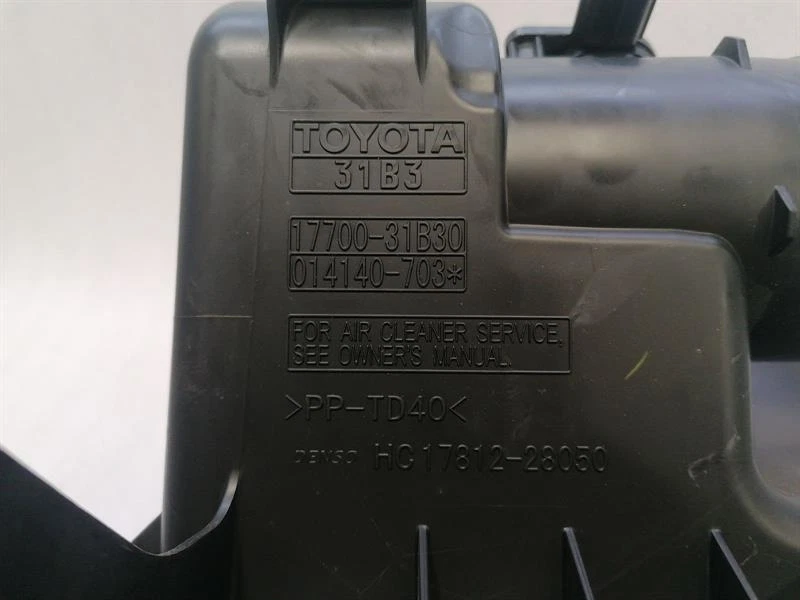 TOYOTA
31B3
17700-31B30
014140-703*
FOR AIR CLEANER SERVICE,
SEE OWNER'S MANUAL.
>PP-TD40<
DENSO HC17812-28050